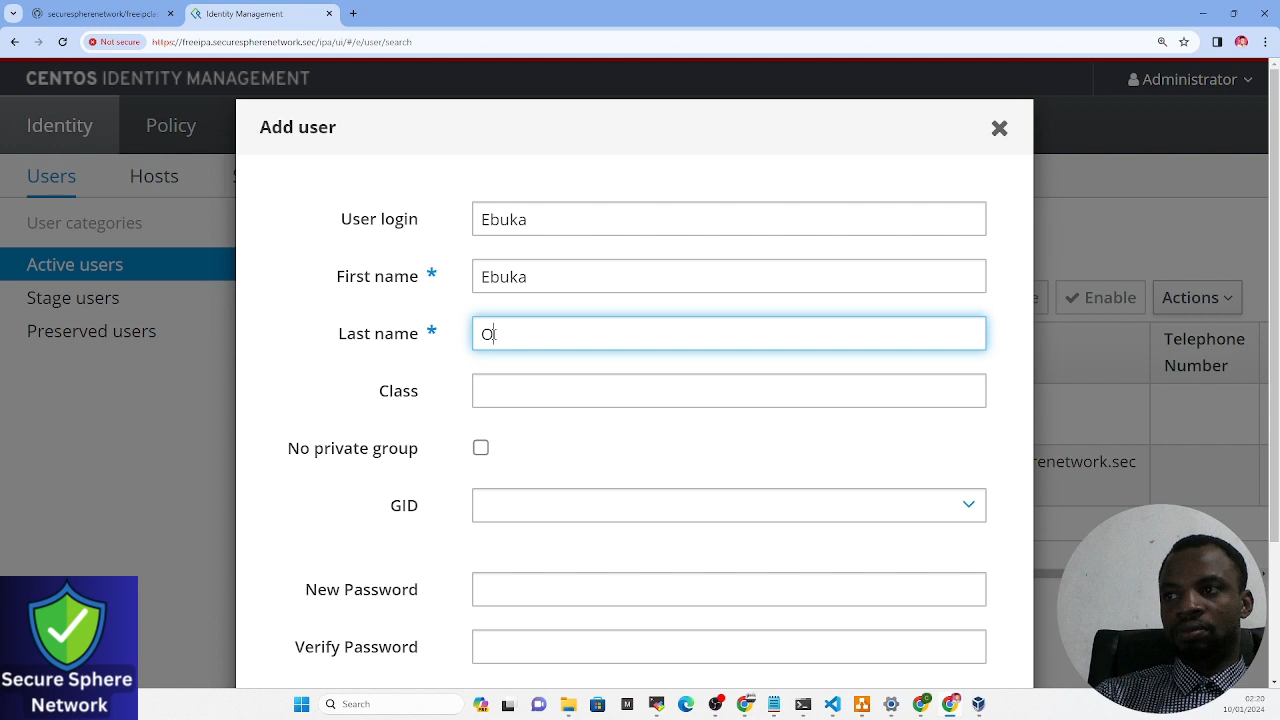 securesphere-network/freeipa:
Identity Management
Not secure
https://freeipa.securespherenetwork.sec/ipa/ui/#/e/user/search
CENTOS IDENTITY MANAGEMENT
Administrator
Identity
Policy
Users
Hosts
User categories
Active users
Stage users
Preserved users
Add user
User login
Ebuka
First name *
Ebuka
Last name *
O
Class
No private group
GID
New Password
Verify Password
Enable
Actions
Telephone
Number
renetwork.sec
Secure Sphere
Network
Search
02:20
10/01/2024